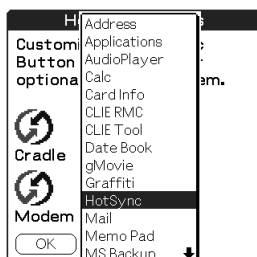 H s
Address
Applications
AudioPlayer
Calc
Card Info
CLIE RMC
CLIE Tool
Date Book
gMovie
Graffiti
HotSync
Mail
Memo Pad
MS Backup
Customi c
Button r
optiona em.
Cradle
Modem
OK